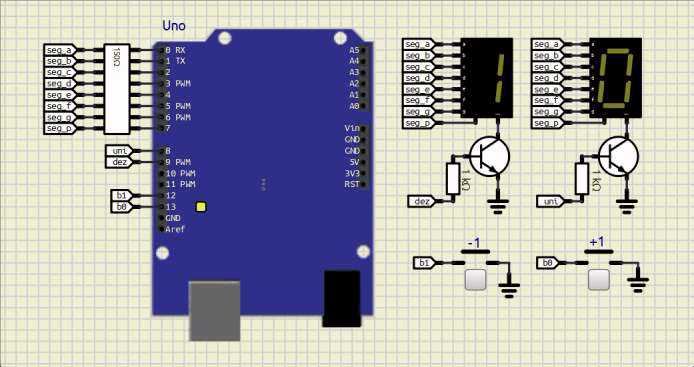 Uno
seg_a
seg_b
seg_c
seg_d
seg_e
seg_f
seg_g
seg_p
150Ω
0 RX
1 TX
2
3 PWM
4
5 PWM
6 PWM
7
uni
dez
8
9 PWM
10 PWM
11 PWM
b1
b0
12
13
GND
Aref
A5
A4
A3
A2
A1
A0
Vin
GND
GND
5V
3V3
RST
seg_a
seg_b
seg_c
seg_d
seg_e
seg_f
seg_g
seg_p
1
dez
1 kΩ
seg_a
seg_b
seg_c
seg_d
seg_e
seg_f
seg_g
seg_p
0
uni
1 kΩ
-1
b1
+1
b0